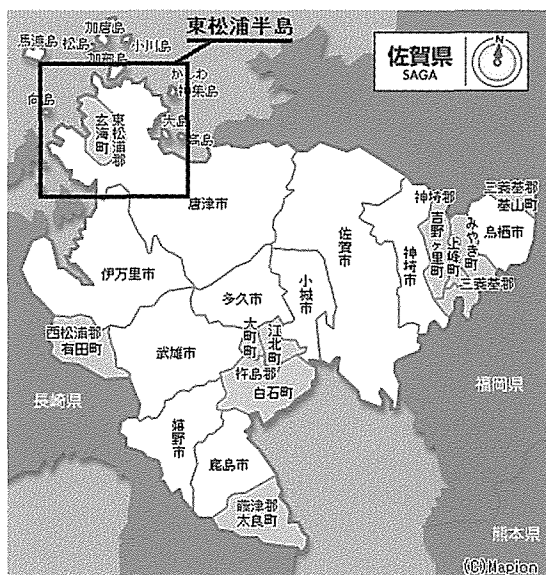 東松浦半島
佐賀県
SAGA
N
馬渡島
松島
加唐島
小川島
加部島
かしわ
神集島
向島
大島
高島
東松浦郡
玄海町
唐津市
伊万里市
多久市
小城市
佐賀市
神埼市
神埼郡
吉野ヶ里町
上峰町
みやき町
三養基郡
三養基郡
基山町
鳥栖市
西松浦郡
有田町
武雄市
大町町
江北町
杵島郡
白石町
嬉野市
鹿島市
藤津郡
太良町
長崎県
福岡県
熊本県
(C)Mapion